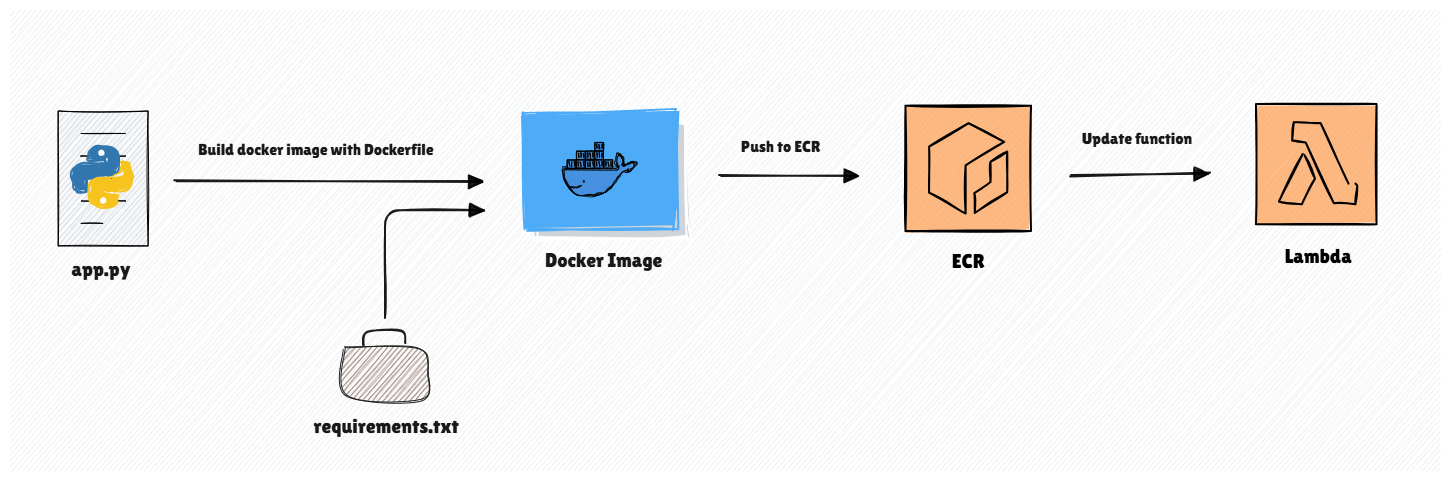 Build docker image with Dockerfile
Push to ECR
Update function
app.py
Docker Image
ECR
Lambda
requirements.txt